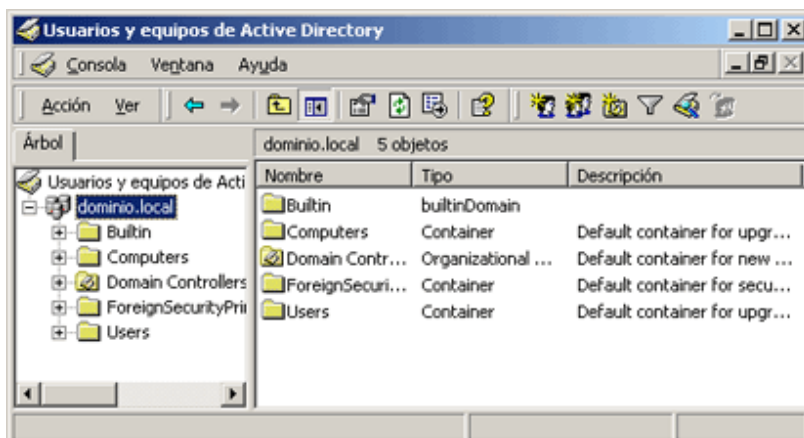 Usuarios y equipos de Active Directory
Consola Ventana Ayuda
Acción Ver
Árbol
dominio.local 5 objetos
Usuarios y equipos de Acti
dominio.local
Builtin
Computers
Domain Controllers
ForeignSecurityPri
Users
Nombre Tipo Descripción
Builtin builtinDomain
Computers Container Default container for upgr...
Domain Contr... Organizational ... Default container for new ...
ForeignSecuri... Container Default container for secu...
Users Container Default container for upgr...